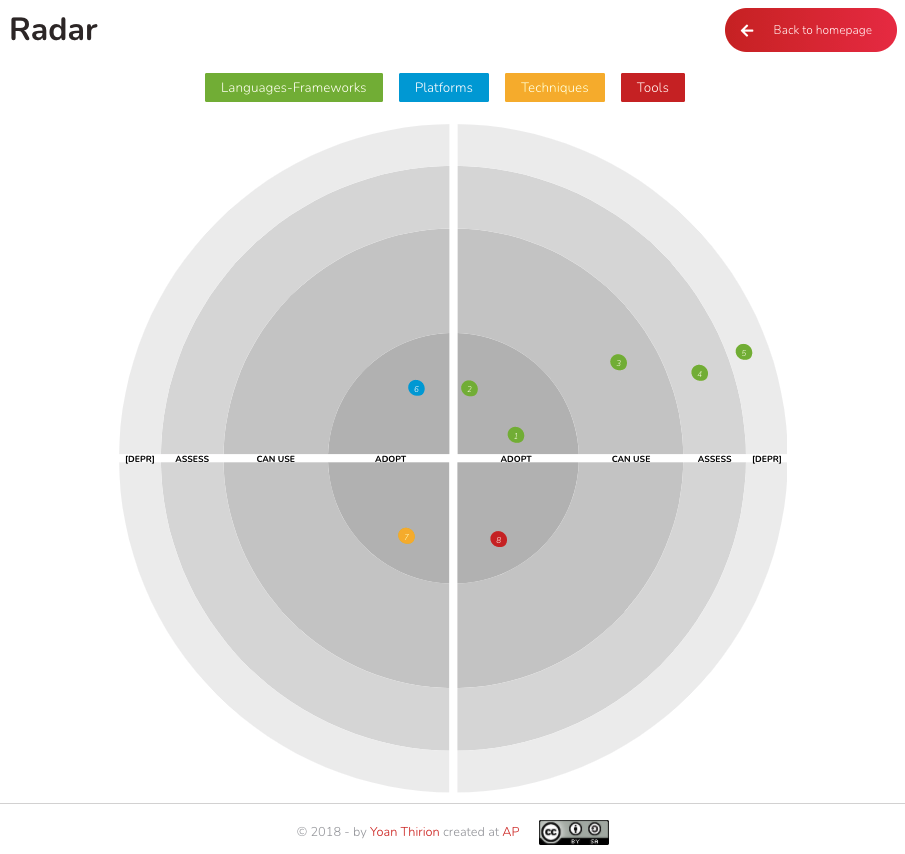 Radar
Back to homepage
Languages-Frameworks Platforms Techniques Tools
5
3
4
6 2
1
[DEPR] ASSESS CAN USE ADOPT ADOPT CAN USE ASSESS [DEPR]
7 8
© 2018 - by Yoan Thirion created at AP
cc BY SA